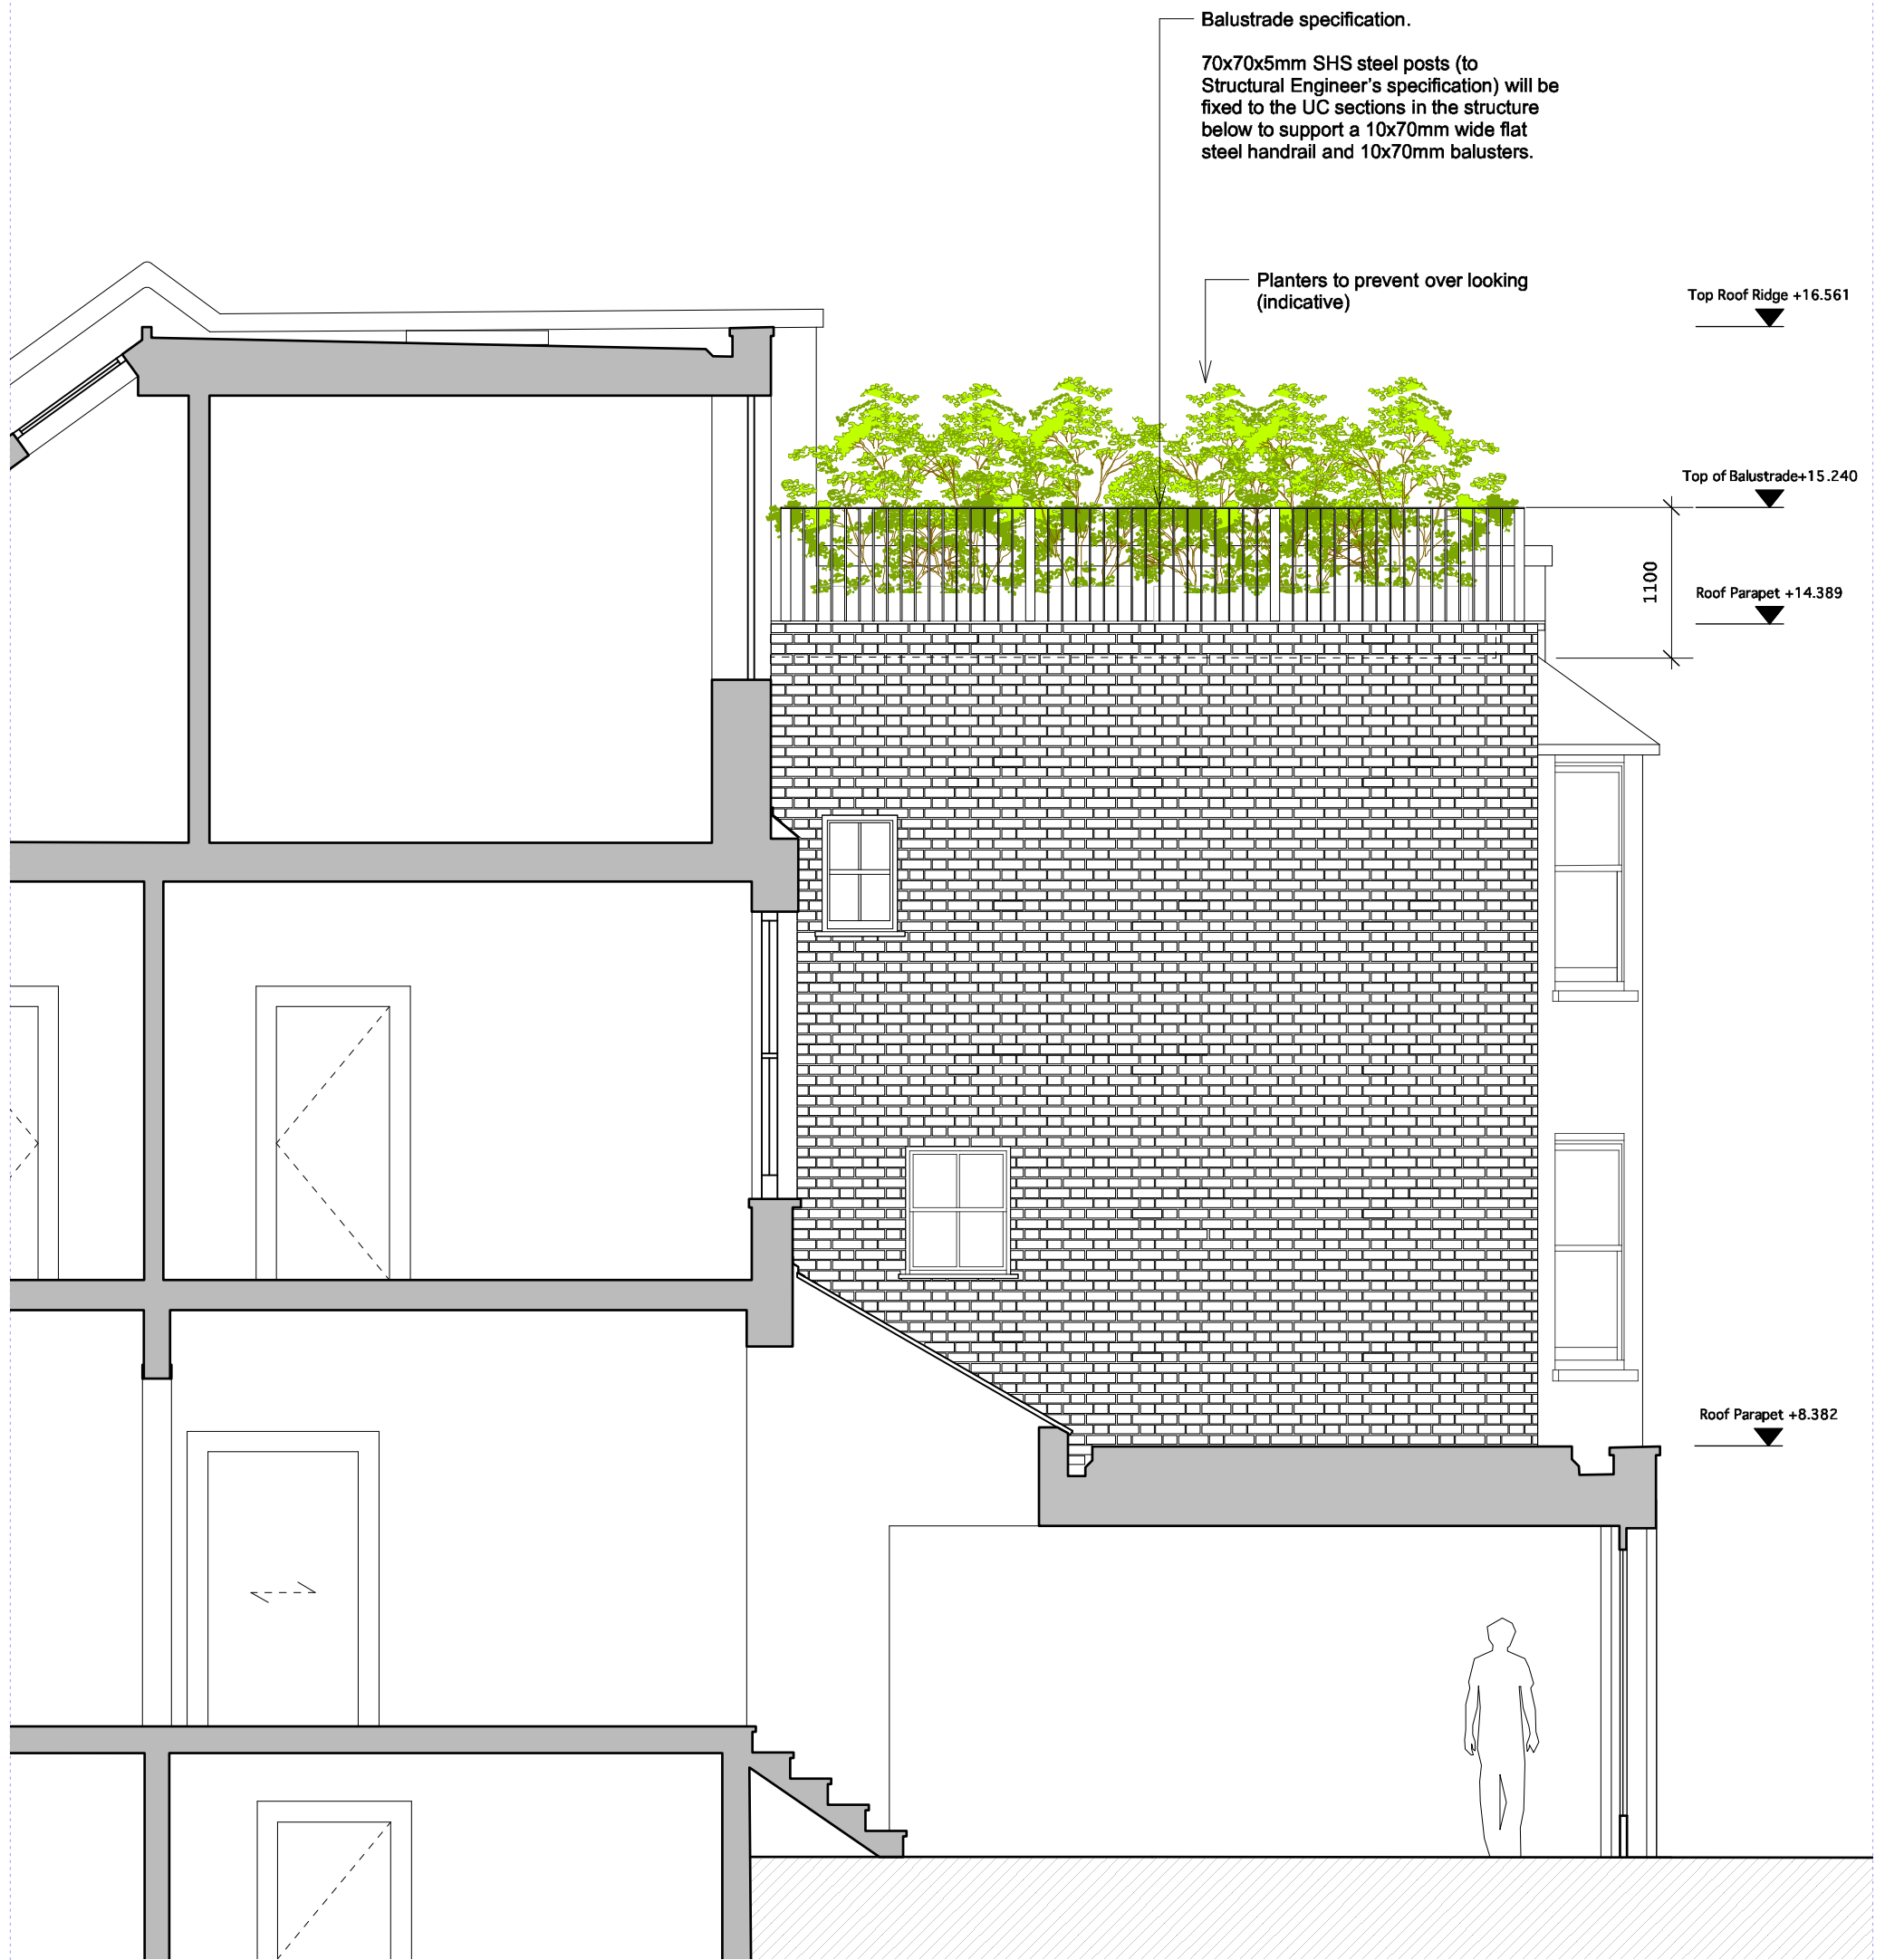 Balustrade specification.
70x70x5mm SHS steel posts (to
Structural Engineer's specification) will be
fixed to the UC sections in the structure
below to support a 10x70mm wide flat
steel handrail and 10x70mm balusters.
Planters to prevent over looking
(indicative)
Top Roof Ridge +16.561
Top of Balustrade+15.240
1100
Roof Parapet +14.389
Roof Parapet +8.382